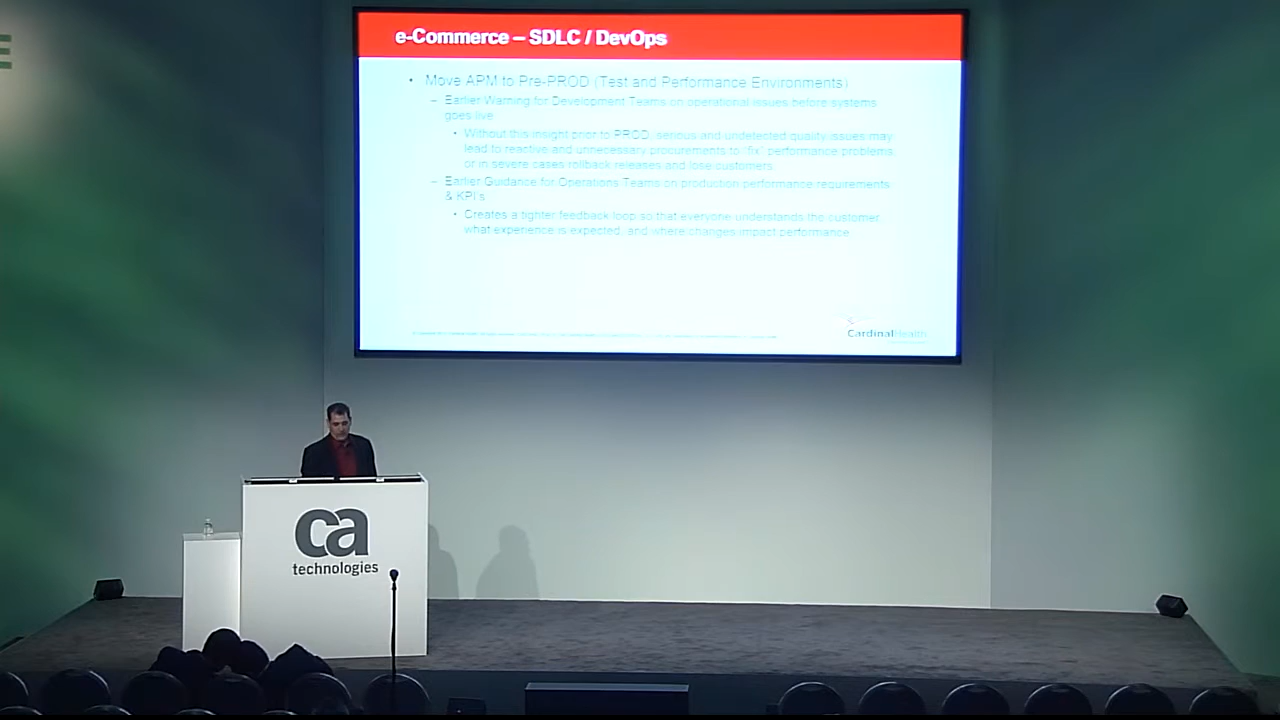 E
e-Commerce – SDLC / DevOps
• Move APM to Pre-PROD (Test and Performance Environments)
– Earlier Warning for Development Teams on operational issues before systems
goes live
• Without this insight prior to PROD, serious and undetected quality issues may
lead to reactive and unnecessary procurements to 'fix' performance problems
or in severe cases rollback releases and lose customers
– Earlier Guidance for Operations Teams on production performance requirements
& KPI's
• Creates a tighter feedback loop so that everyone understands the customer,
what experience is expected, and where changes impact performance
CardinalHealth
ca
technologies